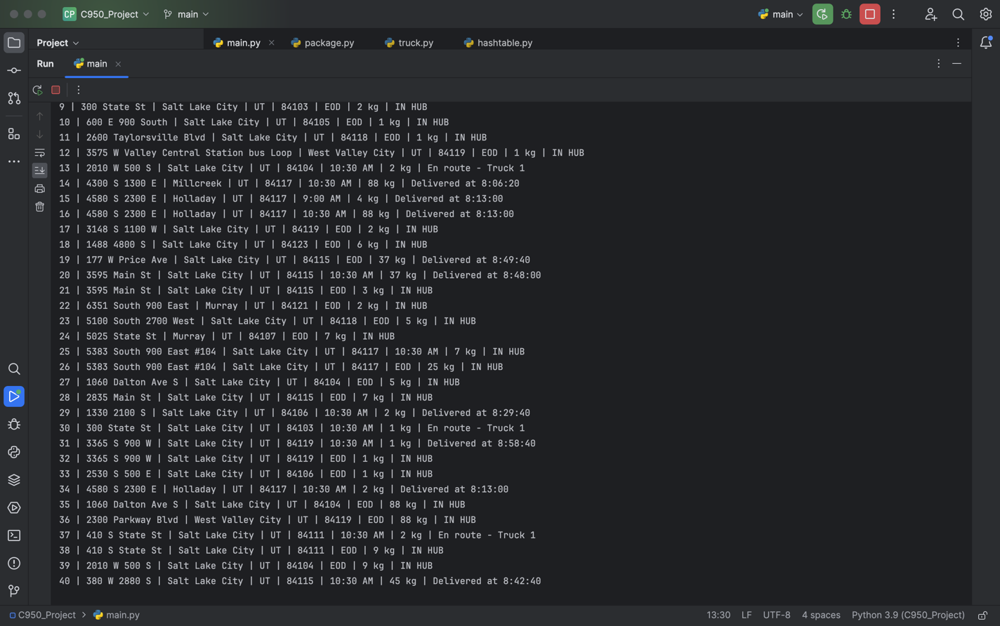 CP C950_Project main main
Project main.py package.py truck.py hashtable.py
Run main
9 | 300 State St | Salt Lake City | UT | 84103 | EOD | 2 kg | IN HUB
10 | 600 E 900 South | Salt Lake City | UT | 84105 | EOD | 1 kg | IN HUB
11 | 2600 Taylorsville Blvd | Salt Lake City | UT | 84118 | EOD | 1 kg | IN HUB
12 | 3575 W Valley Central Station bus Loop | West Valley City | UT | 84119 | EOD | 1 kg | IN HUB
13 | 2010 W 500 S | Salt Lake City | UT | 84104 | 10:30 AM | 2 kg | En route - Truck 1
14 | 4300 S 1300 E | Millcreek | UT | 84117 | 10:30 AM | 88 kg | Delivered at 8:06:20
15 | 4580 S 2300 E | Holladay | UT | 84117 | 9:00 AM | 4 kg | Delivered at 8:13:00
16 | 4580 S 2300 E | Holladay | UT | 84117 | 10:30 AM | 88 kg | Delivered at 8:13:00
17 | 3148 S 1100 W | Salt Lake City | UT | 84119 | EOD | 2 kg | IN HUB
18 | 1488 4800 S | Salt Lake City | UT | 84123 | EOD | 6 kg | IN HUB
19 | 177 W Price Ave | Salt Lake City | UT | 84115 | EOD | 37 kg | Delivered at 8:49:40
20 | 3595 Main St | Salt Lake City | UT | 84115 | 10:30 AM | 37 kg | Delivered at 8:48:00
21 | 3595 Main St | Salt Lake City | UT | 84115 | EOD | 3 kg | IN HUB
22 | 6351 South 900 East | Murray | UT | 84121 | EOD | 2 kg | IN HUB
23 | 5100 South 2700 West | Salt Lake City | UT | 84118 | EOD | 5 kg | IN HUB
24 | 5025 State St | Murray | UT | 84107 | EOD | 7 kg | IN HUB
25 | 5383 South 900 East #104 | Salt Lake City | UT | 84117 | 10:30 AM | 7 kg | IN HUB
26 | 5383 South 900 East #104 | Salt Lake City | UT | 84117 | EOD | 25 kg | IN HUB
27 | 1060 Dalton Ave S | Salt Lake City | UT | 84104 | EOD | 5 kg | IN HUB
28 | 2835 Main St | Salt Lake City | UT | 84115 | EOD | 7 kg | IN HUB
29 | 1330 2100 S | Salt Lake City | UT | 84106 | 10:30 AM | 2 kg | Delivered at 8:29:40
30 | 300 State St | Salt Lake City | UT | 84103 | 10:30 AM | 1 kg | En route - Truck 1
31 | 3365 S 900 W | Salt Lake City | UT | 84119 | 10:30 AM | 1 kg | Delivered at 8:58:40
32 | 3365 S 900 W | Salt Lake City | UT | 84119 | EOD | 1 kg | IN HUB
33 | 2530 S 500 E | Salt Lake City | UT | 84106 | EOD | 1 kg | IN HUB
34 | 4580 S 2300 E | Holladay | UT | 84117 | 10:30 AM | 2 kg | Delivered at 8:13:00
35 | 1060 Dalton Ave S | Salt Lake City | UT | 84104 | EOD | 88 kg | IN HUB
36 | 2300 Parkway Blvd | West Valley City | UT | 84119 | EOD | 88 kg | IN HUB
37 | 410 S State St | Salt Lake City | UT | 84111 | 10:30 AM | 2 kg | En route - Truck 1
38 | 410 S State St | Salt Lake City | UT | 84111 | EOD | 9 kg | IN HUB
39 | 2010 W 500 S | Salt Lake City | UT | 84104 | EOD | 9 kg | IN HUB
40 | 380 W 2880 S | Salt Lake City | UT | 84115 | 10:30 AM | 45 kg | Delivered at 8:42:40
C950_Project > main.py 13:30 LF UTF-8 4 spaces Python 3.9 (C950_Project)